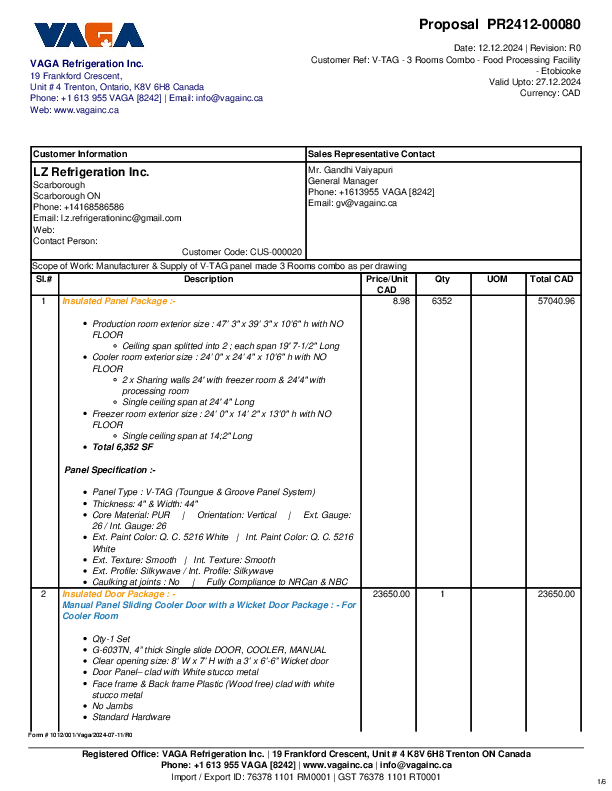 VAGA
Proposal PR2412-00080
Date: 12.12.2024 | Revision: R0
Customer Ref: V-TAG - 3 Rooms Combo - Food Processing Facility
- Etobicoke
Valid Upto: 27.12.2024
Currency: CAD
VAGA Refrigeration Inc.
19 Frankford Crescent,
Unit # 4 Trenton, Ontario, K8V 6H8 Canada
Phone: +1 613 955 VAGA [8242] | Email: info@vagainc.ca
Web: www.vagainc.ca
Customer Information
LZ Refrigeration Inc.
Scarborough
Scarborough ON
Phone: +14168586586
Email: l.z.refrigerationinc@gmail.com
Web:
Contact Person:
Customer Code: CUS-000020
Sales Representative Contact
Mr. Gandhi Vaiyapuri
General Manager
Phone: +1613955 VAGA [8242]
Email: gv@vagainc.ca
Scope of Work: Manufacturer & Supply of V-TAG panel made 3 Rooms combo as per drawing
Sl.# Description Price/Unit CAD Qty UOM Total CAD
1 Insulated Panel Package :- 8.98 6352 57040.96
• Production room exterior size : 47' 3" x 39' 3" x 10'6" h with NO
FLOOR
Ceiling span splitted into 2 ; each span 19' 7-1/2" Long
• Cooler room exterior size : 24' 0" x 24' 4" x 10'6" h with NO
FLOOR
2 x Sharing walls 24' with freezer room & 24'4" with
processing room
Single ceiling span at 24' 4" Long
• Freezer room exterior size : 24' 0" x 14' 2" x 13'0" h with NO
FLOOR
Single ceiling span at 14;2" Long
• Total 6,352 SF
Panel Specification :-
• Panel Type : V-TAG (Toungue & Groove Panel System)
• Thickness: 4" & Width: 44"
• Core Material: PUR | Orientation: Vertical | Ext. Gauge:
26 / Int. Gauge: 26
• Ext. Paint Color: Q. C. 5216 White | Int. Paint Color: Q. C. 5216
White
• Ext. Texture: Smooth | Int. Texture: Smooth
• Ext. Profile: Silkywave / Int. Profile: Silkywave
• Caulking at joints : No | Fully Compliance to NRCan & NBC
2 Insulated Door Package :- 23650.00 1 23650.00
Manual Panel Sliding Cooler Door with a Wicket Door Package : - For
Cooler Room
• Qty-1 Set
• G-603TN, 4" thick Single slide DOOR, COOLER, MANUAL
• Clear opening size: 8' W x 7' H with a 3' x 6'-6" Wicket door
• Door Panel– clad with White stucco metal
• Face frame & Back frame Plastic (Wood free) clad with white
stucco metal
• No Jambs
• Standard Hardware
Form # 1012/001/Vaga/2024-07-11/R0
Registered Office: VAGA Refrigeration Inc. | 19 Frankford Crescent, Unit # 4 K8V 6H8 Trenton ON Canada
Phone: +1 613 955 VAGA [8242] | www.vagainc.ca | info@vagainc.ca
Import / Export ID: 76378 1101 RM0001 | GST 76378 1101 RT0001
1/6